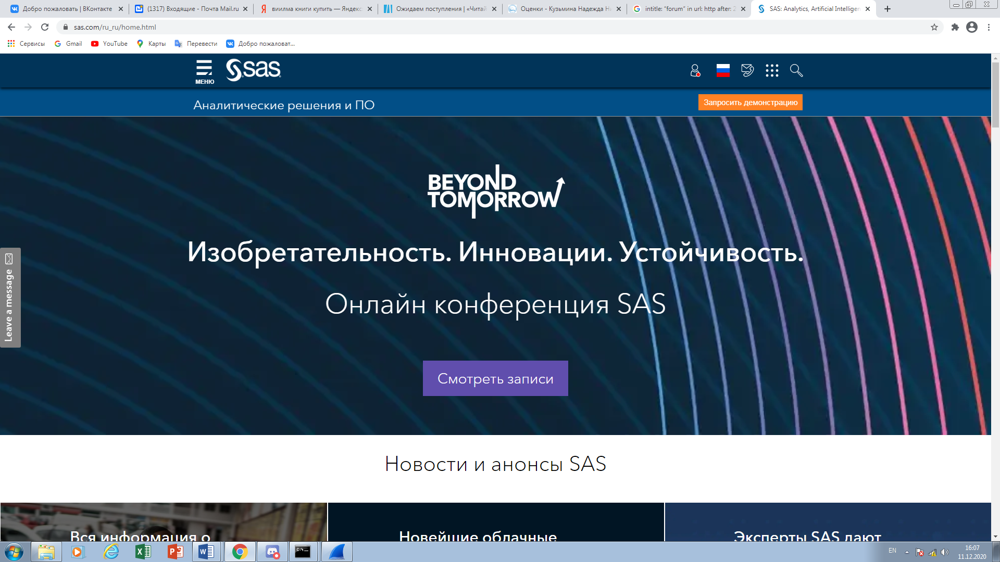 Добро пожаловать | ВКонтакте
(1317) Входящие - Почта Mail.ru
виилма книги купить — Яндекс
Ожидаем поступления | «Читай
Оценки - Кузьмина Надежда Н
intitle: "forum" in url: http after: 2
SAS: Analytics, Artificial Intelligen
sas.com/ru_ru/home.html
Сервисы
Gmail
YouTube
Карты
Перевести
Добро пожаловат...
МЕНЮ
sas
Аналитические решения и ПО
Запросить демонстрацию
BEYOND
TOMORROW
Изобретательность. Инновации. Устойчивость.
Онлайн конференция SAS
Смотреть записи
Leave a message
Новости и анонсы SAS
Вся информация о
Новейшие облачные
Эксперты SAS дают
EN
16:07
11.12.2020